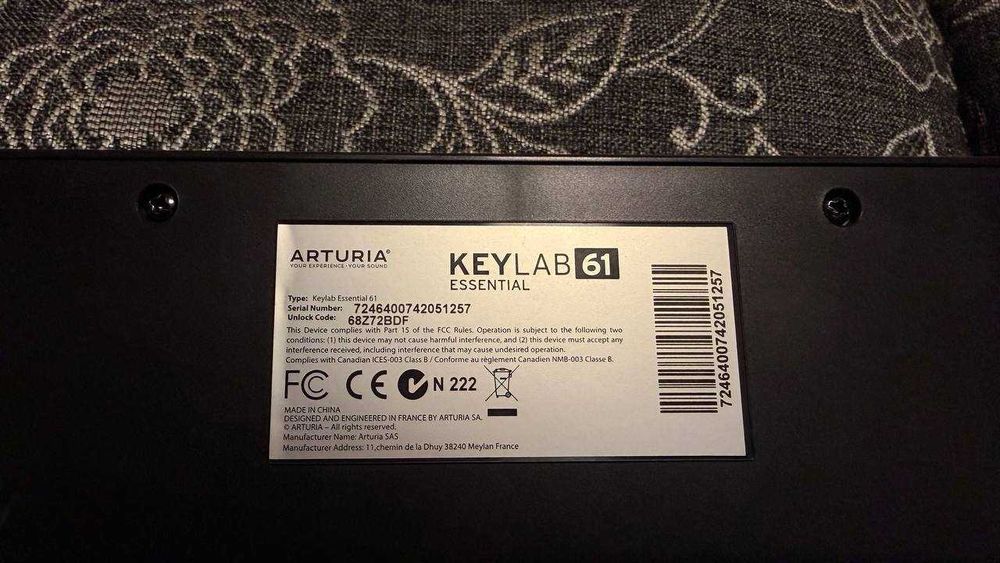 ARTURIA®
YOUR EXPERIENCE • YOUR SOUND
KEYLAB 61
ESSENTIAL
Type: Keylab Essential 61
Serial Number: 7246400742051257
Unlock Code: 68Z72BDF
This Device complies with Part 15 of the FCC Rules. Operation is subject to the following two
conditions: (1) this device may not cause harmful interference, and (2) this device must accept any
interference received, including interference that may cause undesired operation.
Complies with Canadian ICES-003 Class B / Conforme au règlement Canadien NMB-003 Classe B.
FC CE N 222
MADE IN CHINA
DESIGNED AND ENGINEERED IN FRANCE BY ARTURIA SA.
© ARTURIA – All rights reserved.
Manufacturer Name: Arturia SAS
Manufacturer Address: 11,chemin de la Dhuy 38240 Meylan France
7246400742051257